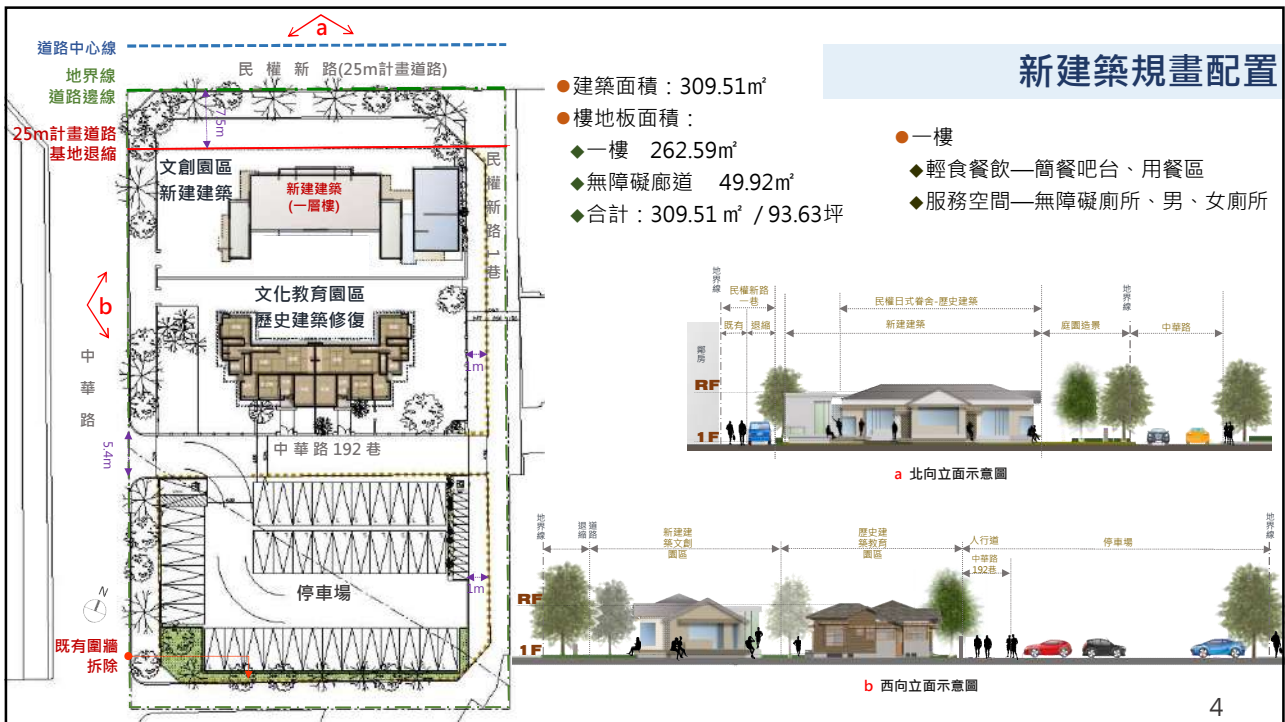 新建築規畫配置
a
道路中心線
民權新路(25m計畫道路)
地界線
道路邊線
7.5m
25m計畫道路
基地退縮
文創園區
新建建築
新建建築
(一層樓)
民權新路1巷
b
文化教育園區
歷史建築修復
中華路
1m
5.4m
中華路192巷
停車場
1m
N
既有圍牆
拆除
●建築面積：309.51㎡
●樓地板面積：
◆一樓 262.59㎡
◆無障礙廊道 49.92㎡
◆合計：309.51 ㎡ / 93.63坪
●一樓
◆輕食餐飲—簡餐吧台、用餐區
◆服務空間—無障礙廁所、男、女廁所
地界線
民權新路
一巷
既有
退縮
民權日式眷舍-歷史建築
新建建築
庭園造景
地界線
中華路
鄰房
RF
1F
a 北向立面示意圖
地界線
退縮
道路
新建建
築文創
園區
歷史建
築教育
園區
人行道
中華路
192巷
停車場
地界線
RF
1F
b 西向立面示意圖
4